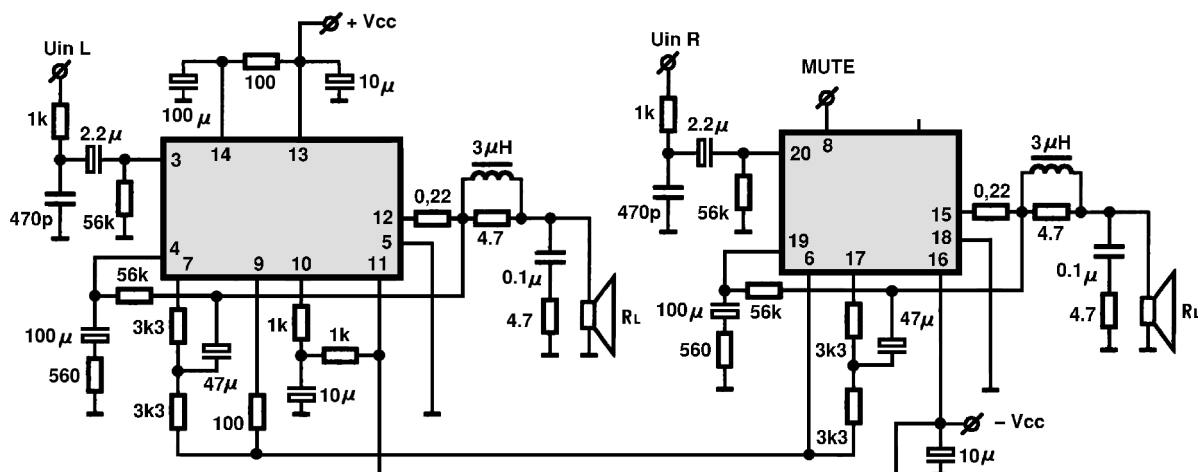 + Vcc
Uin L
100
10µ
100 µ
1k
2.2µ
470p
56k
3
14
13
12
5
4
7
9
10
11
0,22
3µH
4.7
0.1µ
4.7
RL
56k
100µ
560
3k3
47µ
3k3
100
1k
1k
10µ
Uin R
MUTE
1k
2.2µ
470p
56k
20
8
15
18
19
6
17
16
0,22
3µH
4.7
0.1µ
4.7
RL
100µ
56k
560
3k3
47µ
3k3
– Vcc
10µ